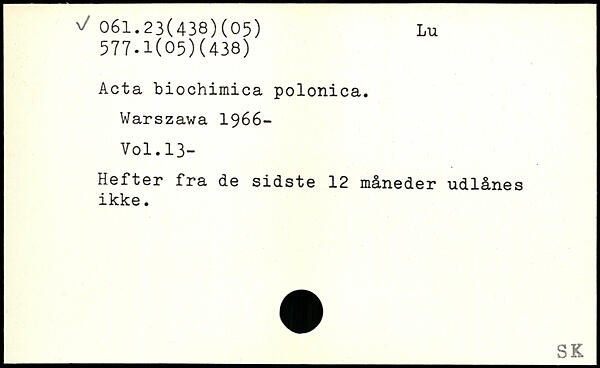 ✓ 061.23(438)(05) Lu
577.1(05)(438)
Acta biochimica polonica.
Warszawa 1966-
Vol.13-
Hefter fra de sidste 12 måneder udlånes
ikke.
SK